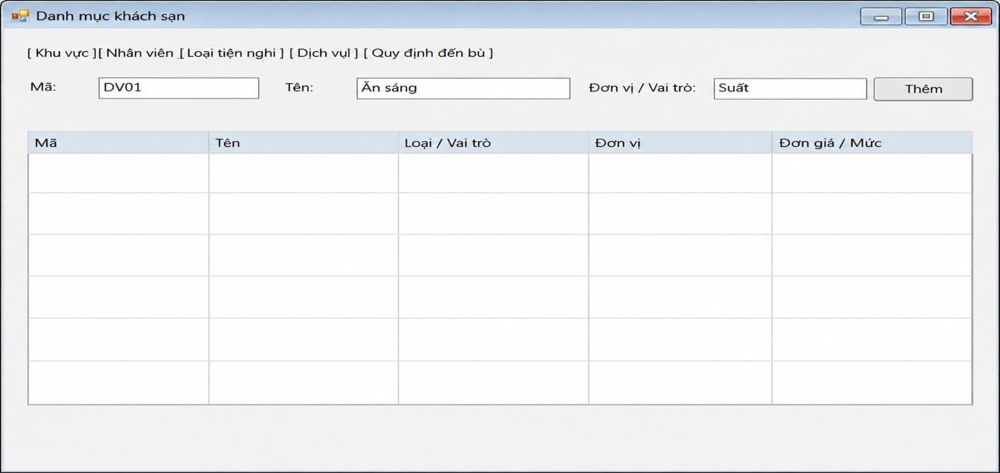 Danh mục khách sạn
[ Khu vực ][ Nhân viên [ Loại tiện nghi ] [ Dịch vụl ] [ Quy định đến bù ]
Mã: DV01 Tên: Ăn sáng Đơn vị / Vai trò: Suất Thêm
Mã Tên Loại / Vai trò Đơn vị Đơn giá / Mức